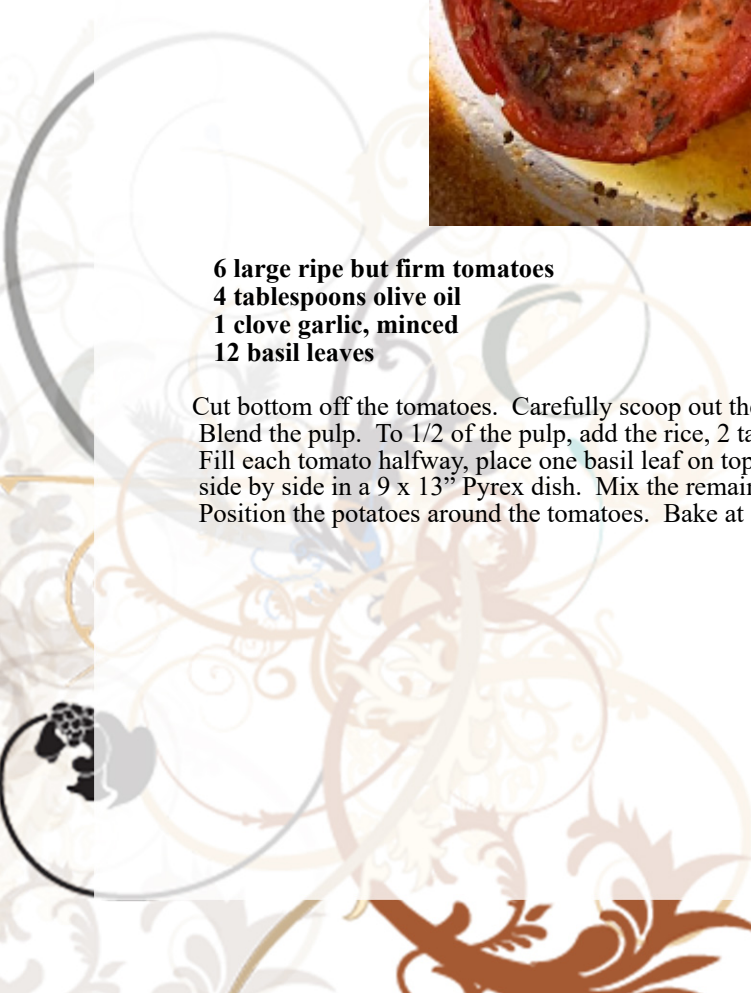 6 large ripe but firm tomatoes
4 tablespoons olive oil
1 clove garlic, minced
12 basil leaves
Cut bottom off the tomatoes. Carefully scoop out the
Blend the pulp. To 1/2 of the pulp, add the rice, 2
Fill each tomato halfway, place one basil leaf on top
side by side in a 9 x 13” Pyrex dish. Mix the
Position the potatoes around the tomatoes. Bake at